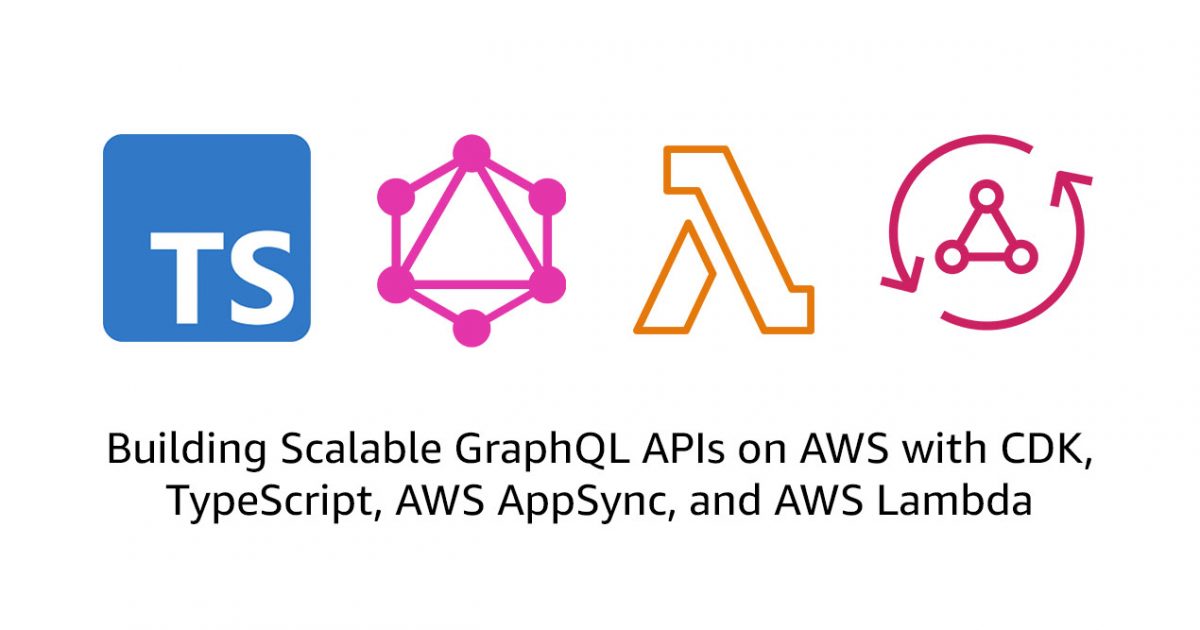 TS
Building Scalable GraphQL APIs on AWS with CDK,
TypeScript, AWS AppSync, and AWS Lambda